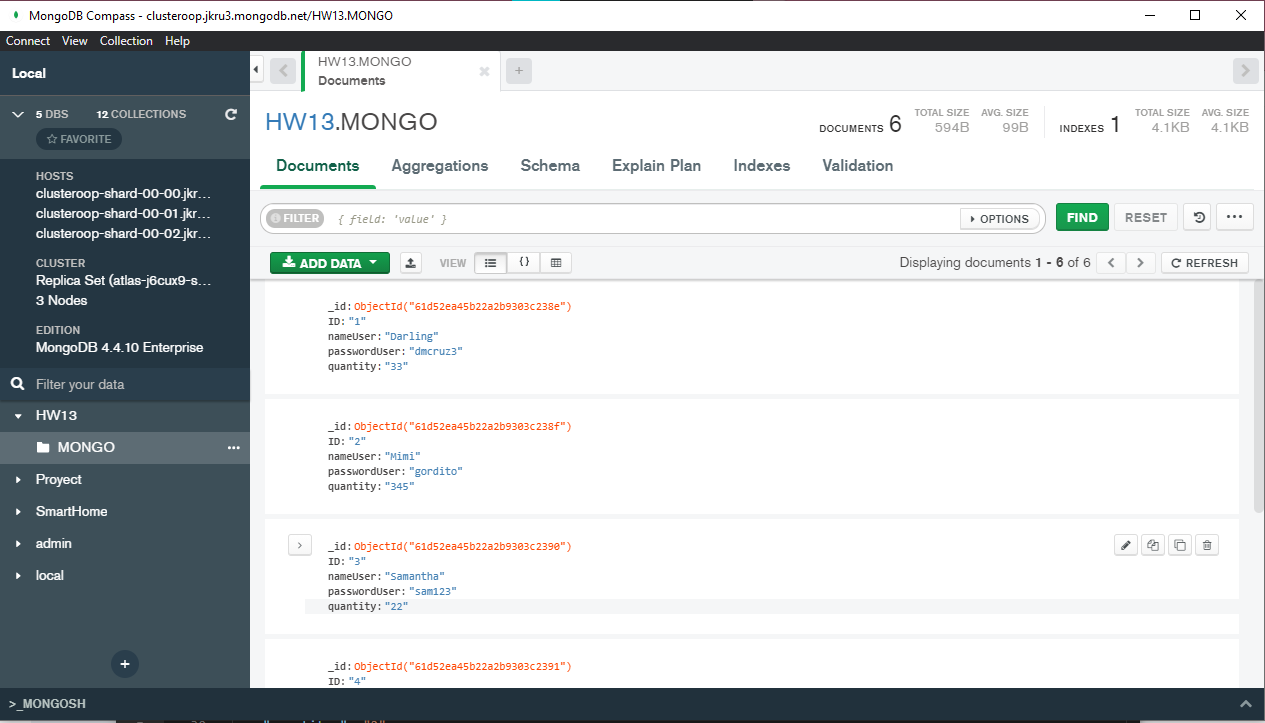 MongoDB Compass - clusteroop.jkru3.mongodb.net/HW13.MONGO
Connect View Collection Help
Local
5 DBS 12 COLLECTIONS
FAVORITE
HOSTS
clusteroop-shard-00-00.jkr...
clusteroop-shard-00-01.jkr...
clusteroop-shard-00-02.jkr...
CLUSTER
Replica Set (atlas-j6cux9-s...
3 Nodes
EDITION
MongoDB 4.4.10 Enterprise
Filter your data
HW13
MONGO
Proyect
SmartHome
admin
local
HW13.MONGO
Documents
HW13.MONGO
DOCUMENTS 6
TOTAL SIZE AVG. SIZE
594B 99B
INDEXES 1
TOTAL SIZE AVG. SIZE
4.1KB 4.1KB
Documents Aggregations Schema Explain Plan Indexes Validation
FILTER { field: 'value' } OPTIONS FIND RESET
ADD DATA VIEW {} Displaying documents 1 - 6 of 6 REFRESH
_id: ObjectId("61d52ea45b22a2b9303c238e")
ID: "1"
nameUser: "Darling"
passwordUser: "dmcruz3"
quantity: "33"
_id: ObjectId("61d52ea45b22a2b9303c238f")
ID: "2"
nameUser: "Mimi"
passwordUser: "gordito"
quantity: "345"
_id: ObjectId("61d52ea45b22a2b9303c2390")
ID: "3"
nameUser: "Samantha"
passwordUser: "sam123"
quantity: "22"
_id: ObjectId("61d52ea45b22a2b9303c2391")
ID: "4"
>_MONGOSH